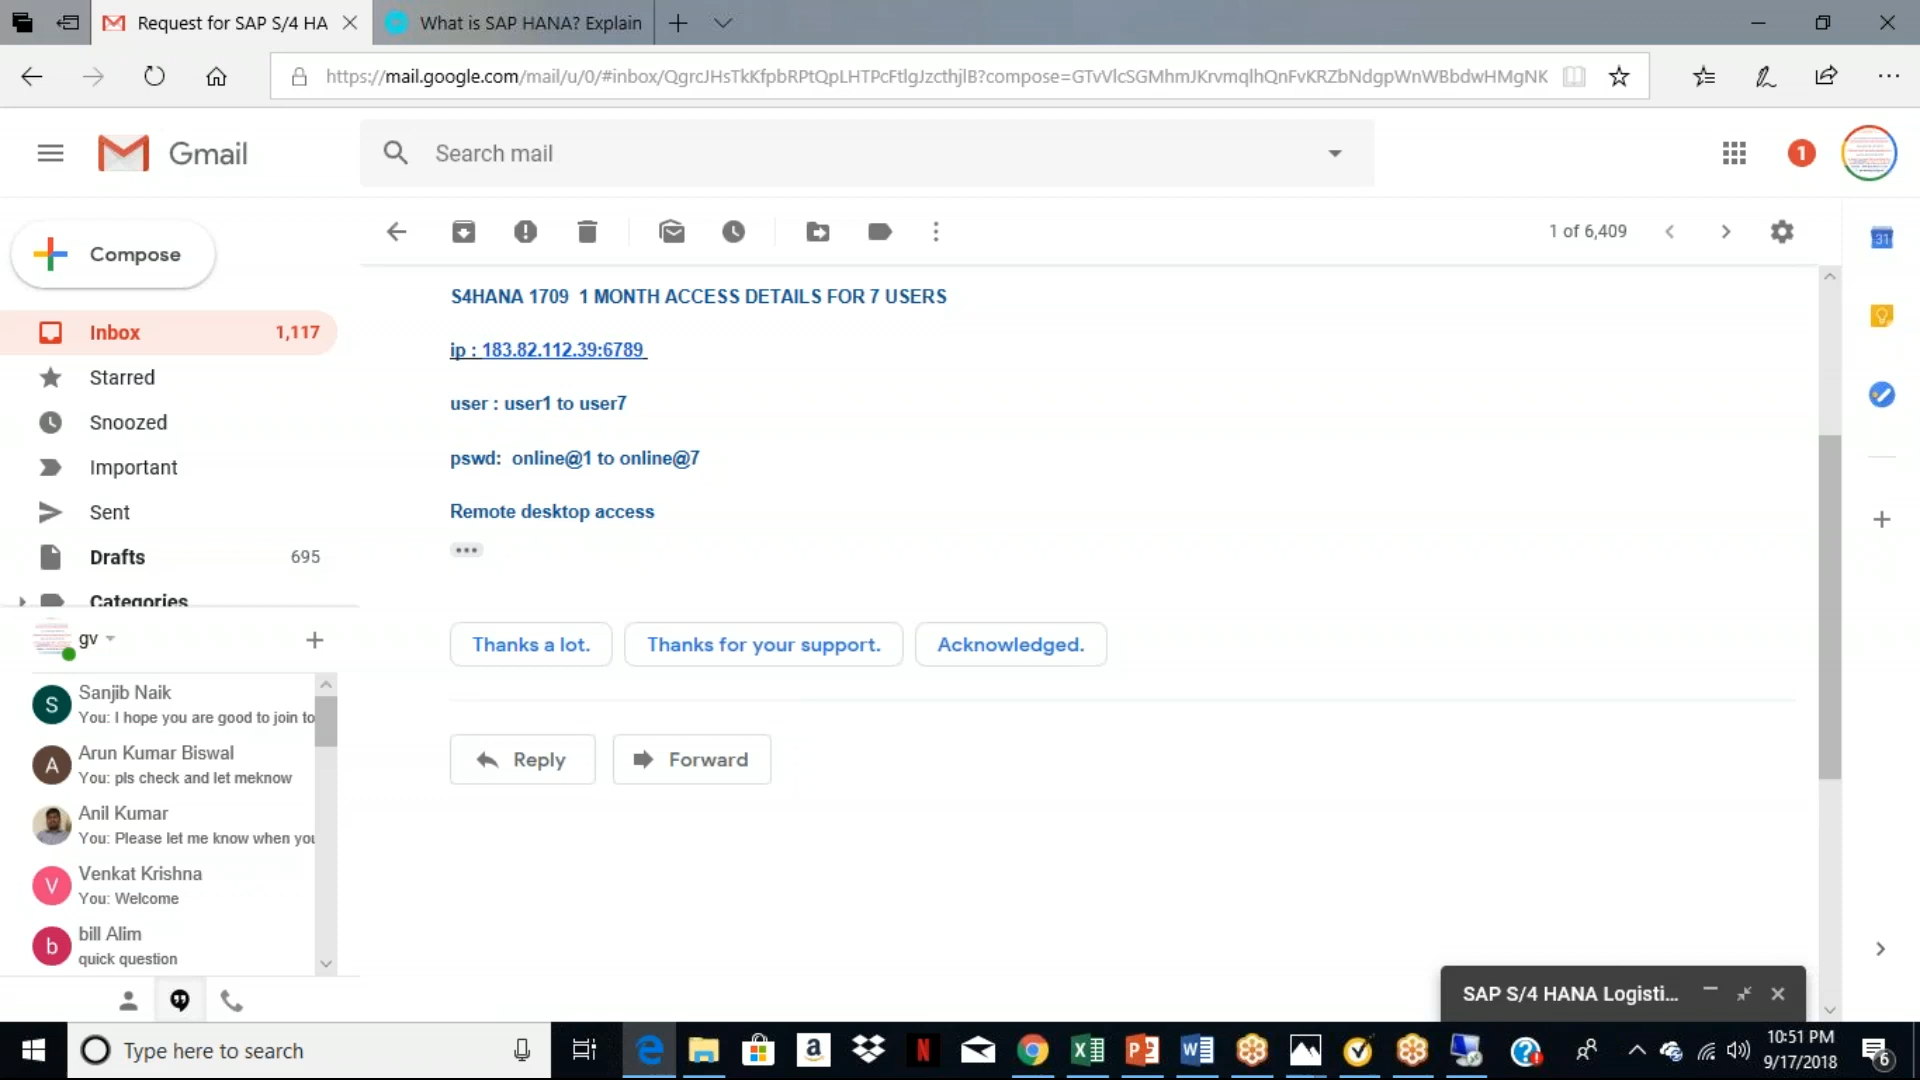 Request for SAP S/4 HA
What is SAP HANA? Explain
https://mail.google.com/mail/u/0/#inbox/QgrcJHsTkKfpbRPtQpLHTPcFtlgJzcthjlB?compose=GTvVlcSGMhmJKrvmqlhQnFvKRZbNdgpWnWBbdwHMgNK
Gmail
Search mail
1
Compose
1 of 6,409
31
Inbox 1,117
Starred
Snoozed
Important
Sent
Drafts 695
Categories
S4HANA 1709 1 MONTH ACCESS DETAILS FOR 7 USERS
ip : 183.82.112.39:6789
user : user1 to user7
pswd: online@1 to online@7
Remote desktop access
Thanks a lot.
Thanks for your support.
Acknowledged.
Reply
Forward
gv
S
Sanjib Naik
You: I hope you are good to join to
A
Arun Kumar Biswal
You: pls check and let meknow
Anil Kumar
You: Please let me know when you
V
Venkat Krishna
You: Welcome
b
bill Alim
quick question
SAP S/4 HANA Logisti...
Type here to search
10:51 PM
9/17/2018
6